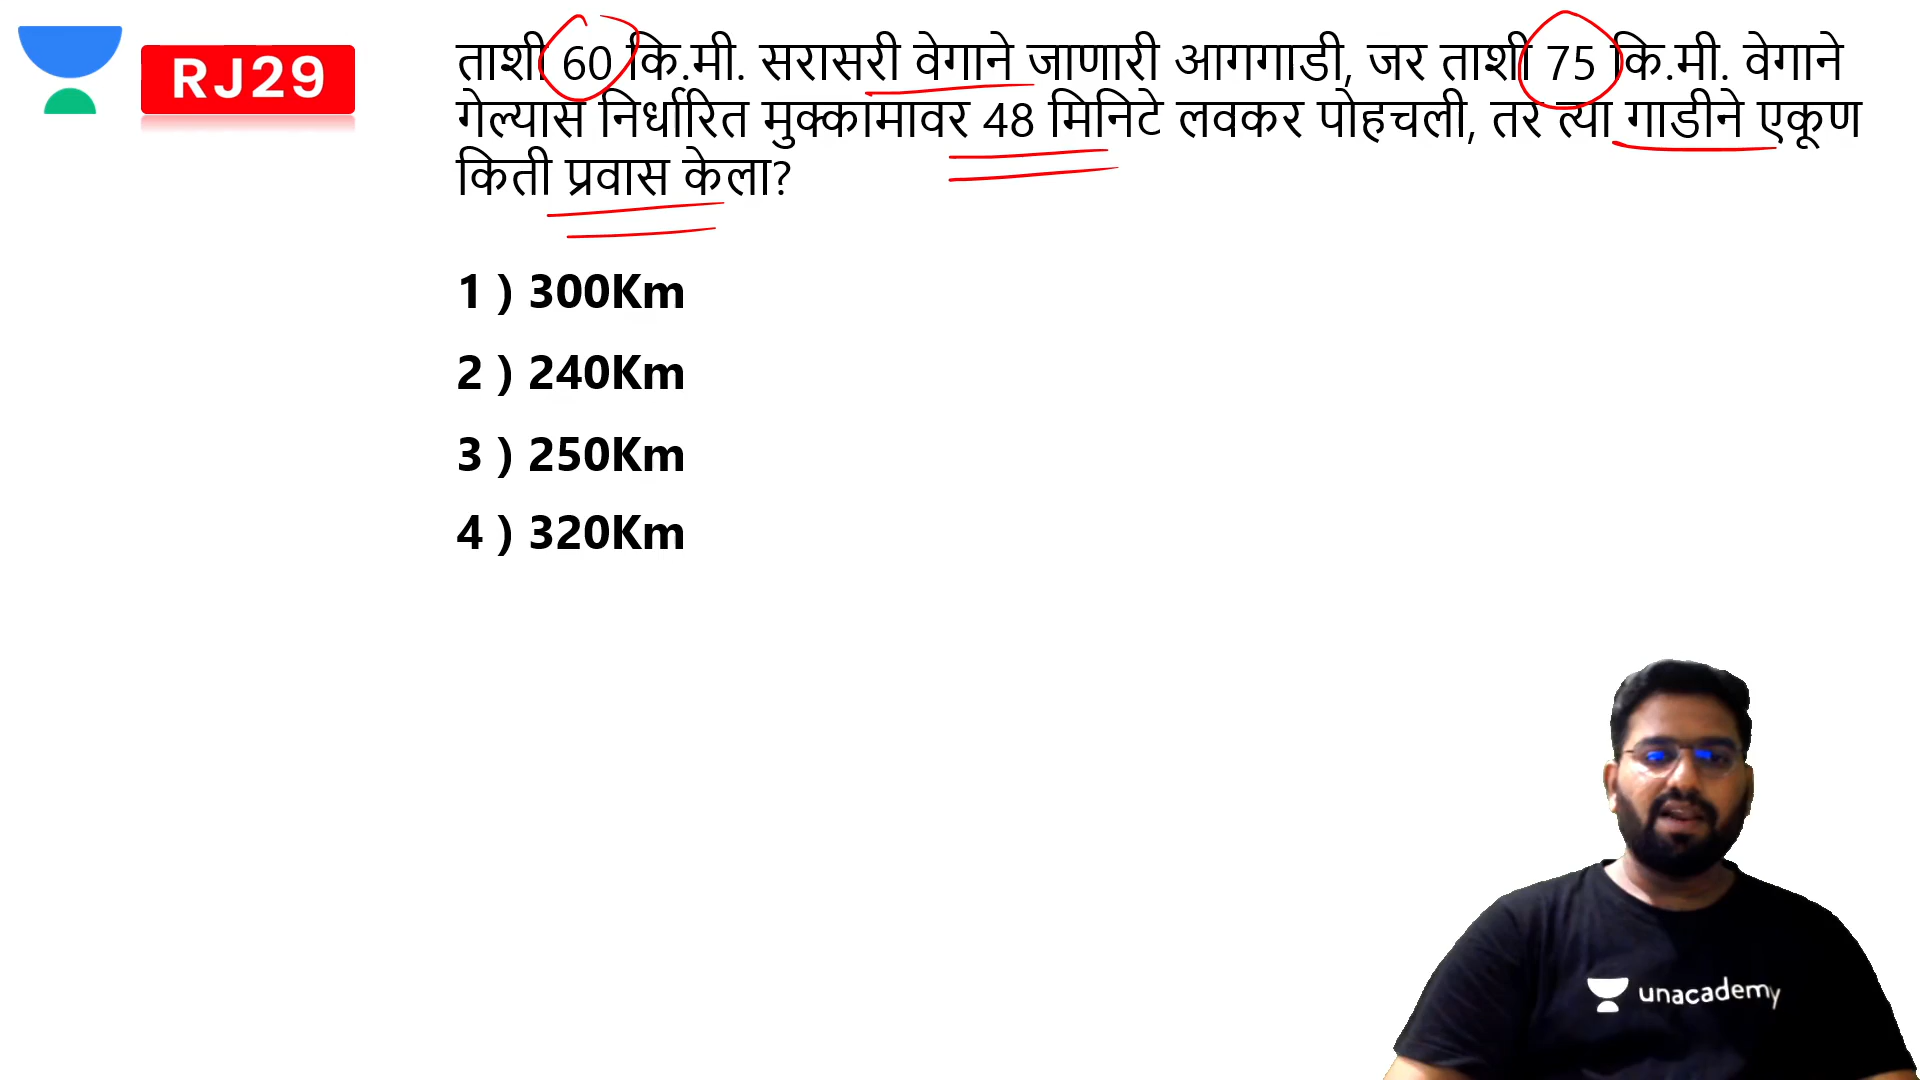 RJ29
ताशी 60 कि.मी. सरासरी वेगाने जाणारी आगगाडी, जर ताशी 75 कि.मी. वेगाने
गेल्यास निर्धारित मुक्कामावर 48 मिनिटे लवकर पोहचली, तर त्या गाडीने एकूण
किती प्रवास केला?
1 ) 300Km
2 ) 240Km
3 ) 250Km
4 ) 320Km
unacademy